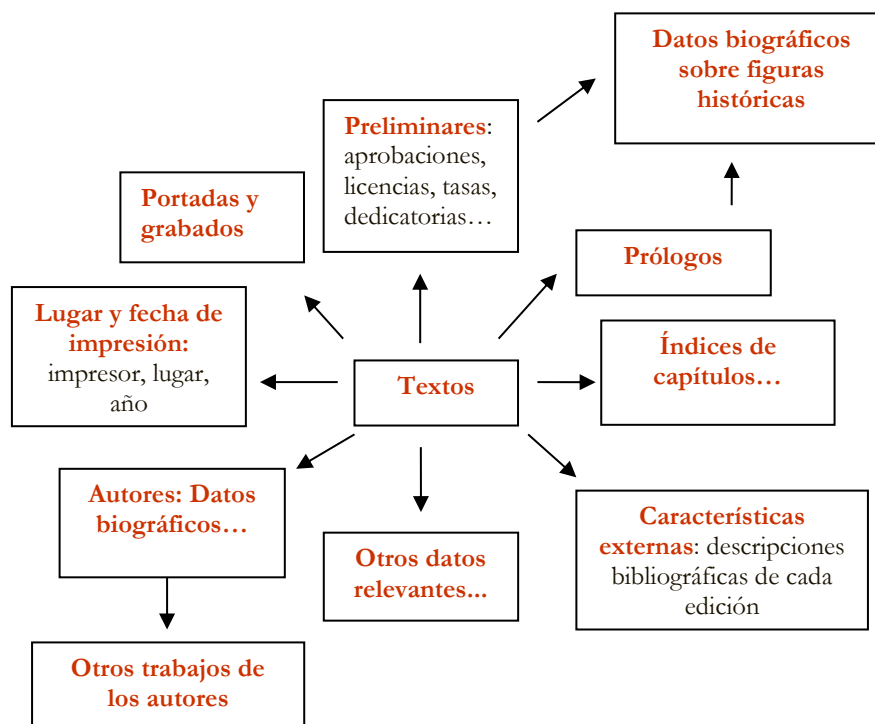 Datos biográficos
sobre figuras
históricas
Preliminares:
aprobaciones,
licencias, tasas,
dedicatorias…
Portadas y
grabados
Prólogos
Lugar y fecha de
impresión:
impresor, lugar,
año
Índices de
capítulos…
Textos
Autores: Datos
biográficos…
Otros datos
relevantes...
Características
externas: descripciones
bibliográficas de cada
edición
Otros trabajos de
los autores